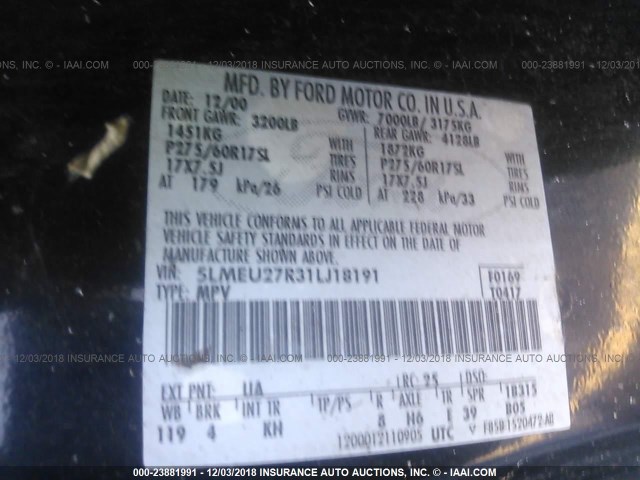 000-23881991 - 12/03/2018 INSURANCE AUTO AUCTIONS, INC. - © IAAI.COM
MFD. BY FORD MOTOR CO. IN U.S.A.
DATE: 12/00 GVWR: 7000LB/ 3175KG
FRONT GAWR: 3200LB REAR GAWR: 4128LB
1451KG WITH 1872KG WITH
P275/60R17SL TIRES P275/60R17SL TIRES
17X7.5J RIMS 17X7.5J RIMS
AT 179 kPa/26 PSI COLD AT 228 kPa/33 PSI COLD
THIS VEHICLE CONFORMS TO ALL APPLICABLE FEDERAL MOTOR
VEHICLE SAFETY STANDARDS IN EFFECT ON THE DATE OF
MANUFACTURE SHOWN ABOVE.
VIN: 5LMEU27R31LJ18191 F0169
TYPE: MPV T0417
000-23881991 - 12/03/2018 INSURANCE AUTO AUCTIONS, INC. - © IAAI.COM
EXT PNT: UA RC: 25 DSO:
WB BRK INT TR TP/PS R AXLE TR SPR 1B315
119 4 KH 8 H6 E 39 B05
1200012110905 UTC V F85B 1520472-AB
000-23881991 - 12/03/2018 INSURANCE AUTO AUCTIONS, INC. - © IAAI.COM